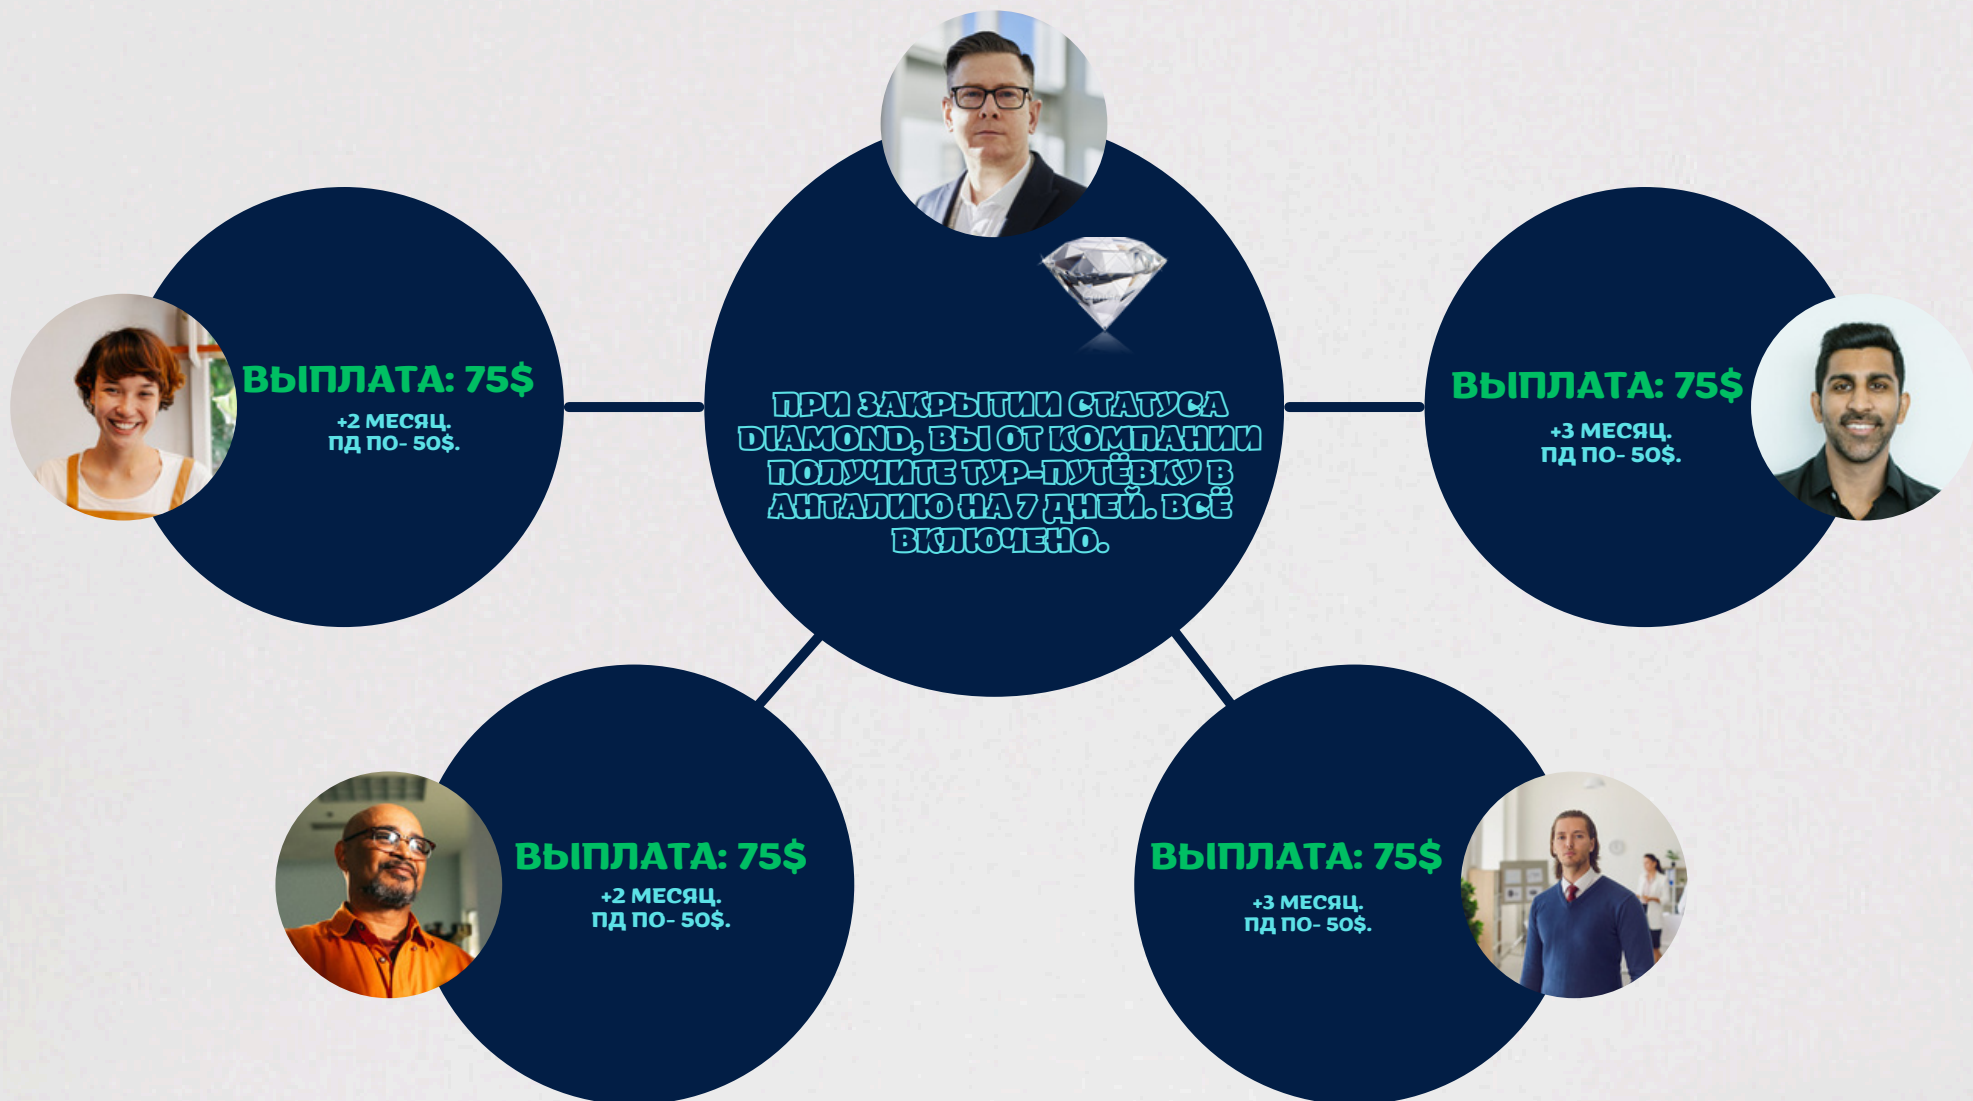 ПРИ ЗАКРЫТИИ СТАТУСА
DIAMOND, ВЫ ОТ КОМПАНИИ
ПОЛУЧИТЕ ТУР-ПУТЁВКУ В
АНТАЛИЮ НА 7 ДНЕЙ. ВСЁ
ВКЛЮЧЕНО.
ВЫПЛАТА: 75$
+2 МЕСЯЦ.
ПД ПО- 50$.
ВЫПЛАТА: 75$
+3 МЕСЯЦ.
ПД ПО- 50$.
ВЫПЛАТА: 75$
+2 МЕСЯЦ.
ПД ПО- 50$.
ВЫПЛАТА: 75$
+3 МЕСЯЦ.
ПД ПО- 50$.